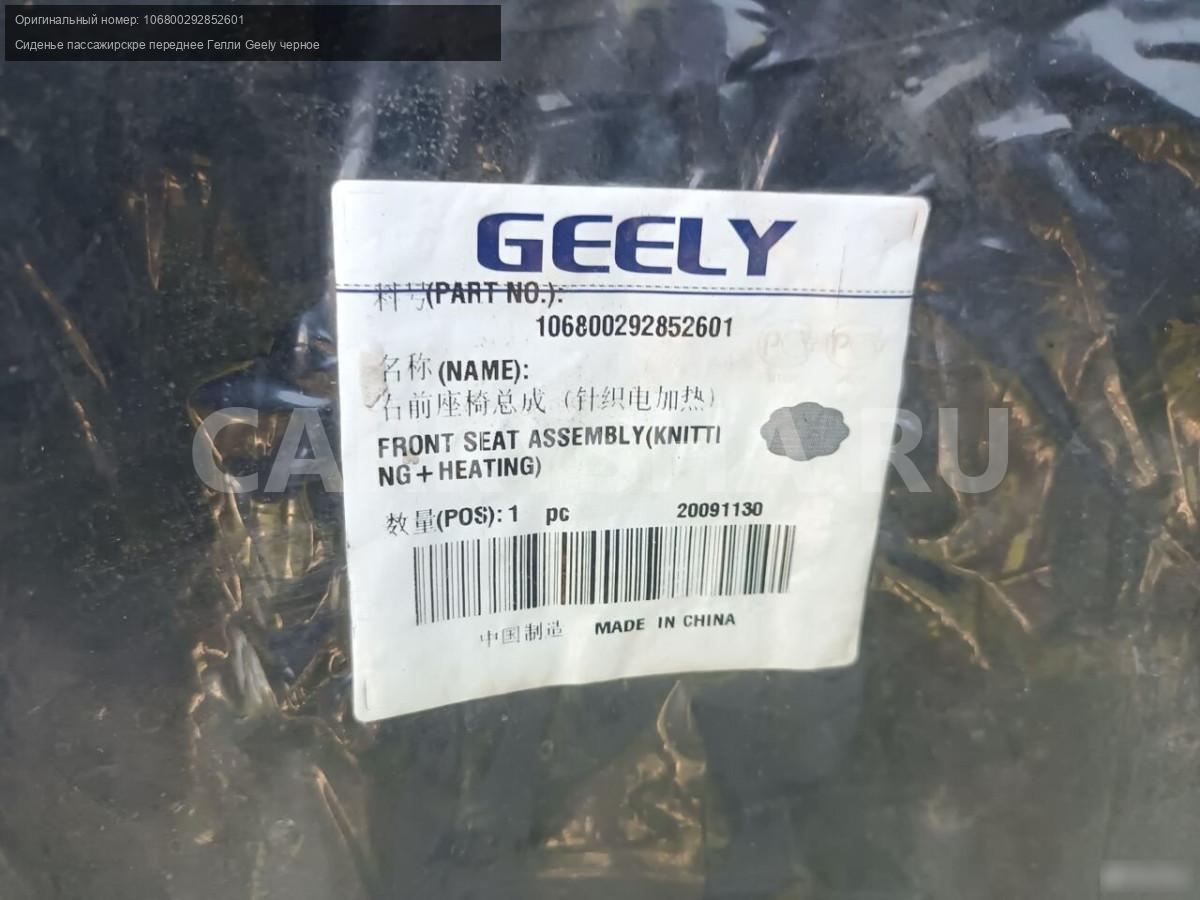 Оригинальный номер: 106800292852601
Сиденье пассажирскре переднее Гелли Geely черное
GEELY
料号(PART NO.):
106800292852601
名称(NAME):
右前座椅总成（针织电加热）
FRONT SEAT ASSEMBLY(KNITTI
NG+HEATING)
数量(POS):1 pc 20091130
中国制造 MADE IN CHINA